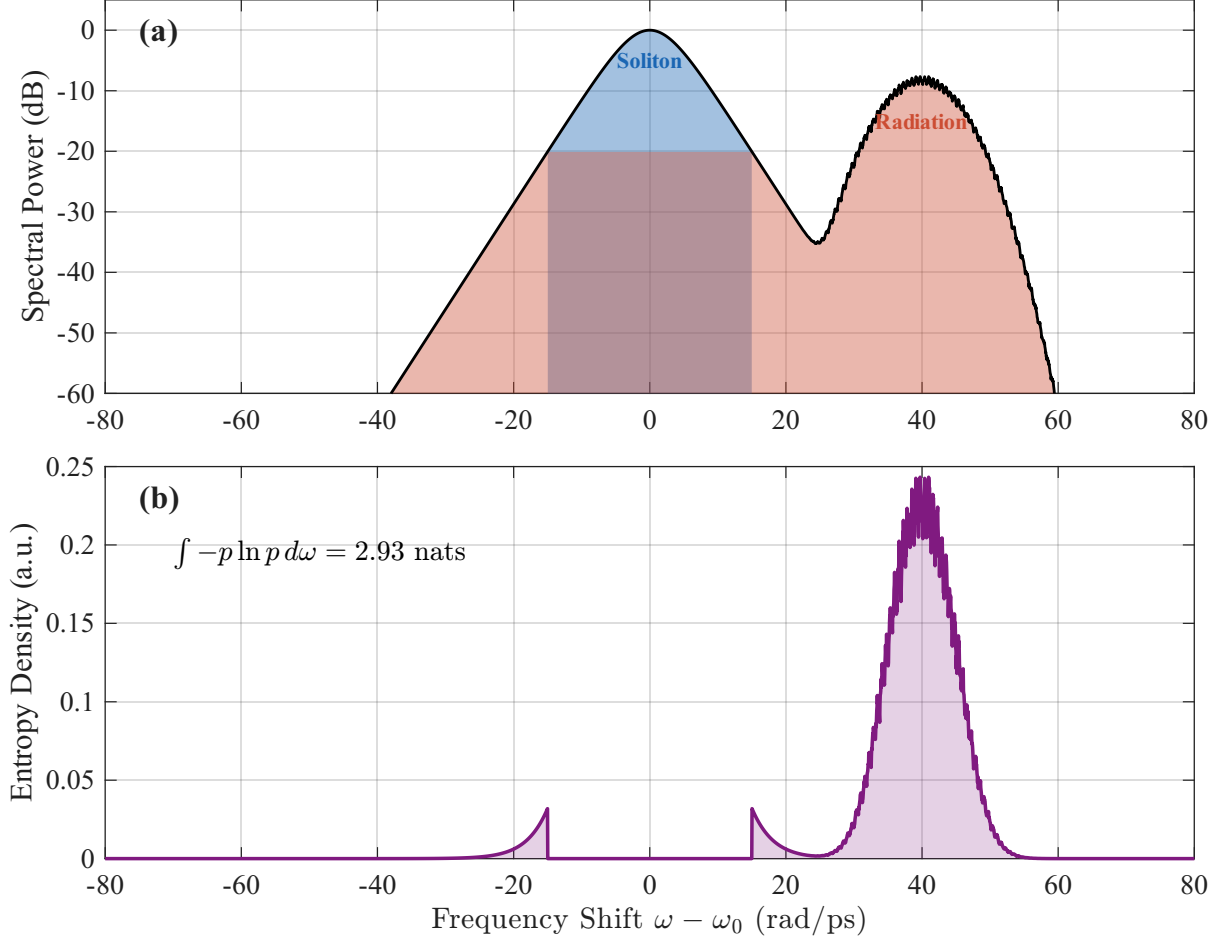 (a)
Soliton
Radiation
Spectral Power (dB)
0
-10
-20
-30
-40
-50
-60
-80 -60 -40 -20 0 20 40 60 80
(b)
∫ −p ln p dω = 2.93 nats
Entropy Density (a.u.)
0.25
0.2
0.15
0.1
0.05
0
-80 -60 -40 -20 0 20 40 60 80
Frequency Shift ω − ω₀ (rad/ps)